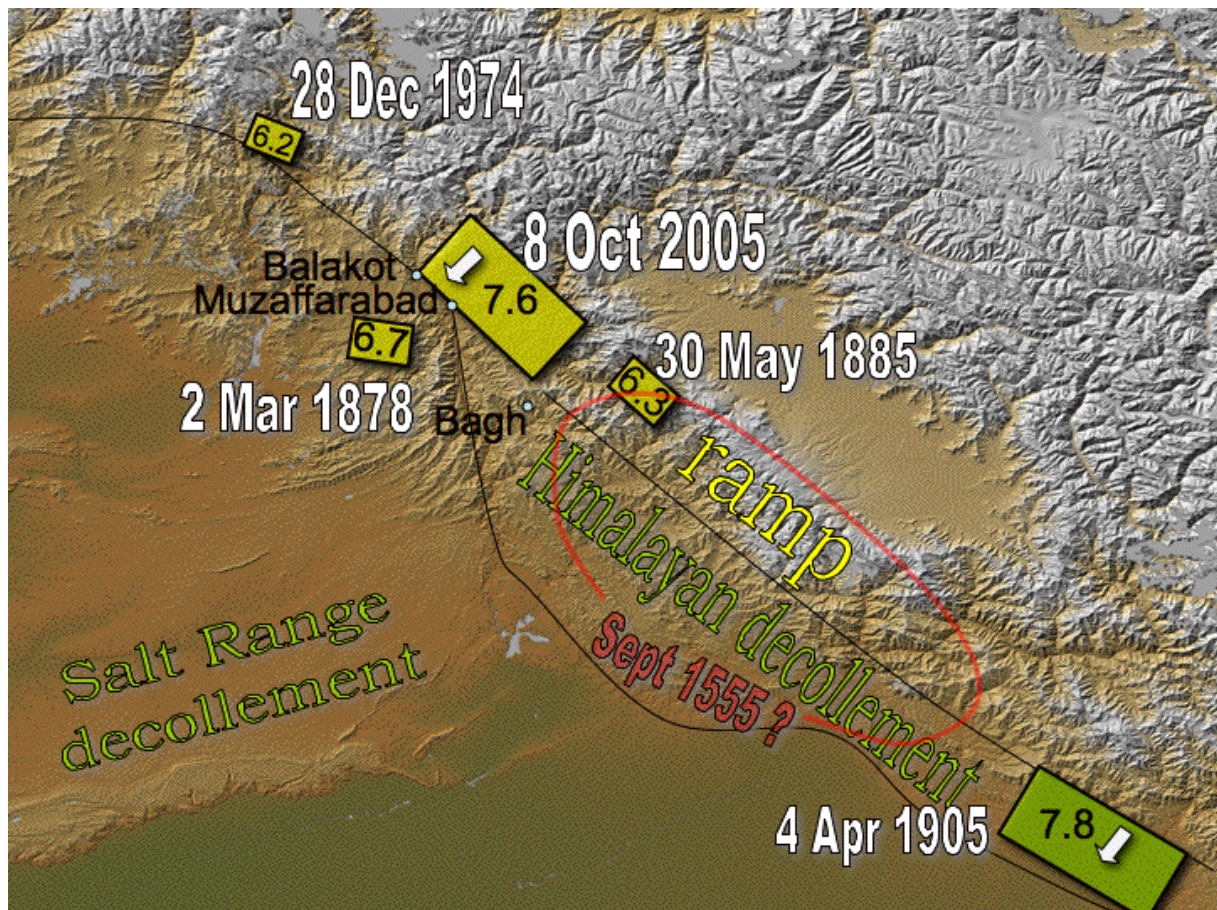 28 Dec 1974
6.2
8 Oct 2005
Balakot
Muzaffarabad
7.6
6.7
30 May 1885
6.3
2 Mar 1878
Bagh
ramp
Himalayan decollement
Salt Range
decollement
Sept 1555 ?
4 Apr 1905
7.8